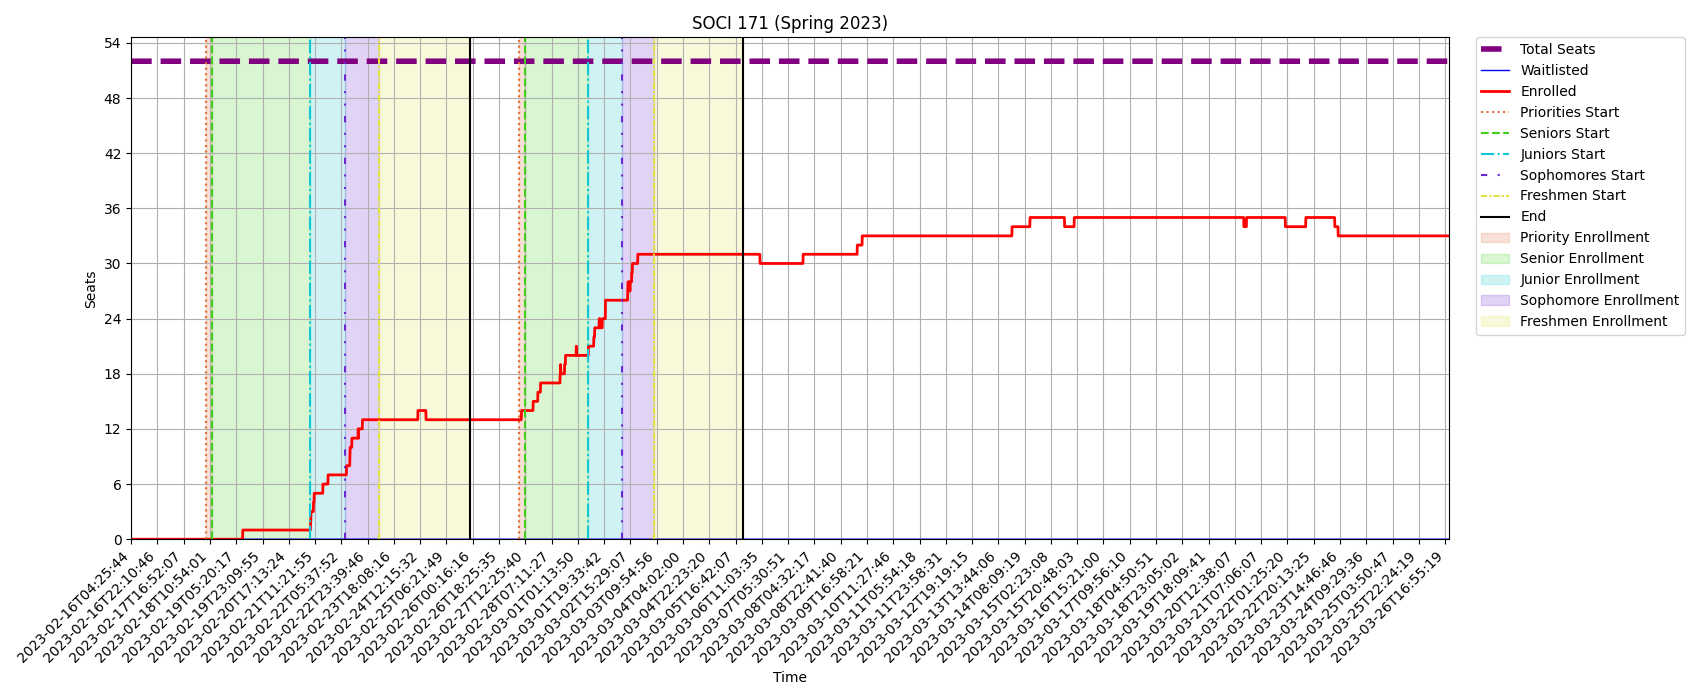 SOCI 171 (Spring 2023)
54
48
42
36
30
24
18
12
6
0
Seats
2023-02-16T04:25:44
2023-02-16T22:10:46
2023-02-17T16:52:07
2023-02-18T10:54:01
2023-02-19T05:20:17
2023-02-19T23:09:55
2023-02-20T17:13:24
2023-02-21T11:21:55
2023-02-22T05:37:52
2023-02-22T23:39:46
2023-02-23T18:08:16
2023-02-24T12:15:32
2023-02-25T06:21:49
2023-02-26T00:16:16
2023-02-26T18:25:35
2023-02-27T12:25:40
2023-02-28T07:11:27
2023-03-01T01:13:50
2023-03-01T19:33:42
2023-03-02T15:29:07
2023-03-03T09:54:56
2023-03-04T04:02:00
2023-03-04T22:23:20
2023-03-05T16:42:07
2023-03-06T11:03:35
2023-03-07T05:30:51
2023-03-08T04:32:17
2023-03-08T22:41:40
2023-03-09T16:58:21
2023-03-10T11:27:46
2023-03-11T05:54:18
2023-03-11T23:58:31
2023-03-12T19:19:15
2023-03-13T13:44:06
2023-03-14T08:09:19
2023-03-15T02:23:08
2023-03-15T20:48:03
2023-03-16T15:21:00
2023-03-17T09:56:10
2023-03-18T04:50:51
2023-03-18T23:05:02
2023-03-19T18:09:41
2023-03-20T12:38:07
2023-03-21T07:06:07
2023-03-22T01:25:20
2023-03-22T20:13:25
2023-03-23T14:46:46
2023-03-24T09:29:36
2023-03-25T03:50:47
2023-03-25T22:24:19
2023-03-26T16:55:19
Time
Total Seats
Waitlisted
Enrolled
Priorities Start
Seniors Start
Juniors Start
Sophomores Start
Freshmen Start
End
Priority Enrollment
Senior Enrollment
Junior Enrollment
Sophomore Enrollment
Freshmen Enrollment